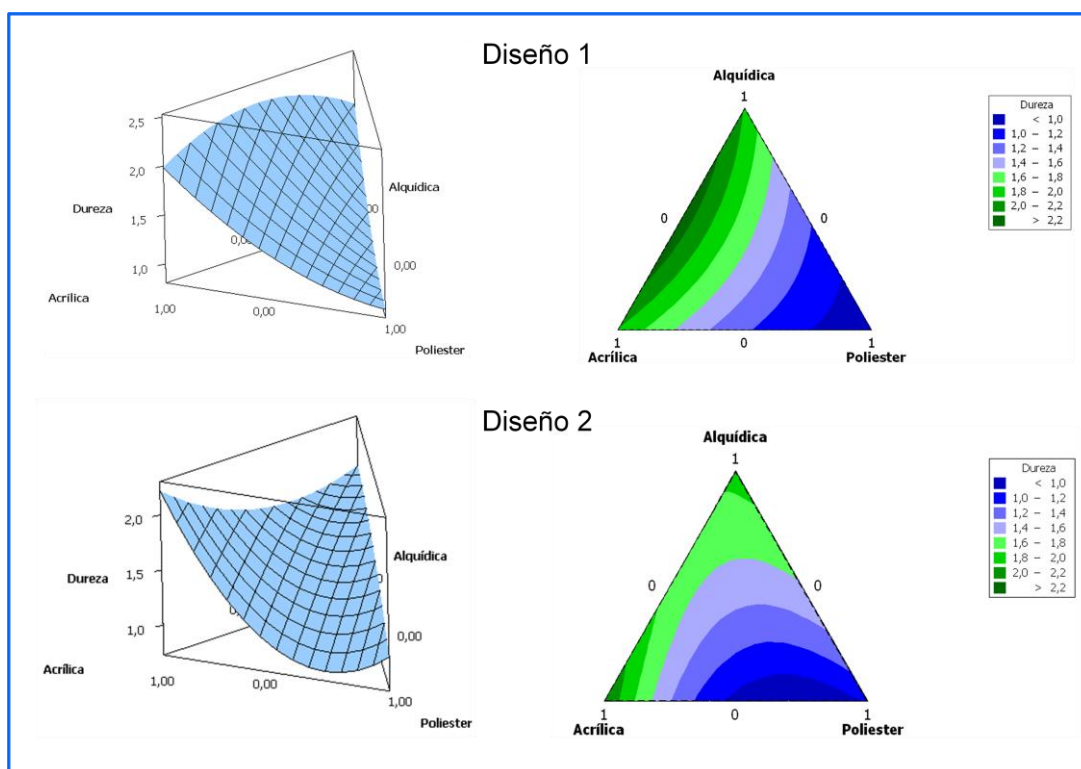 Diseño 1
2,5
2,0
1,5
1,0
Dureza
Acrílica
1,00
0,00
0,00
Alquídica
00
0,00
1,00
Poliester
Alquídica
1
0
0
1
0
1
Acrílica
Poliester
Dureza
< 1,0
1,0 – 1,2
1,2 – 1,4
1,4 – 1,6
1,6 – 1,8
1,8 – 2,0
2,0 – 2,2
> 2,2
Diseño 2
2,0
1,5
1,0
Dureza
Acrílica
1,00
0,00
Alquídica
0
0,00
1,00
Poliester
Alquídica
1
0
0
1
0
1
Acrílica
Poliester
Dureza
< 1,0
1,0 – 1,2
1,2 – 1,4
1,4 – 1,6
1,6 – 1,8
1,8 – 2,0
2,0 – 2,2
> 2,2